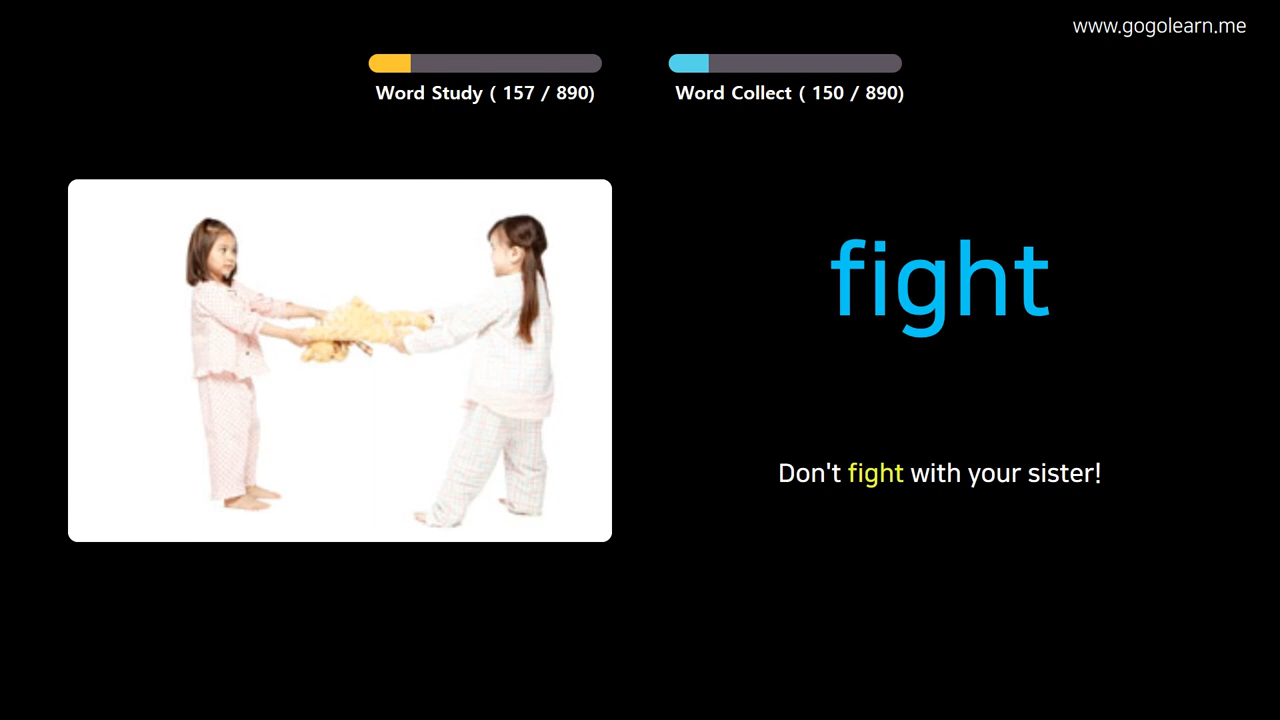 www.gogolearn.me
Word Study ( 157 / 890)
Word Collect ( 150 / 890)
fight
Don't fight with your sister!